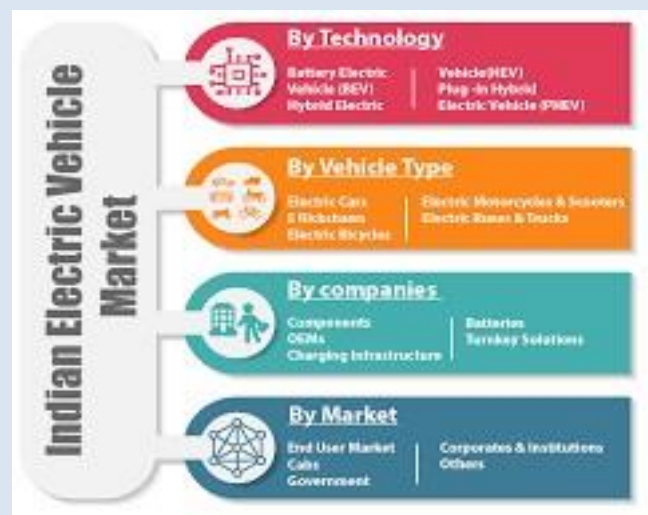 Indian Electric Vehicle
Market
By Technology
Battery Electric
Vehicle (BEV)
Hybrid Electric
Vehicle(HEV)
Plug-in Hybrid
Electric Vehicle (PHEV)
By Vehicle Type
Electric Cars
E Rickshaws
Electric Bicycles
Electric Motorcycles & Scooters
Electric Buses & Trucks
By companies
Components
OEMs
Charging Infrastructure
Batteries
Turnkey Solutions
By Market
End User Market
Cabs
Government
Corporates & Institutions
Others